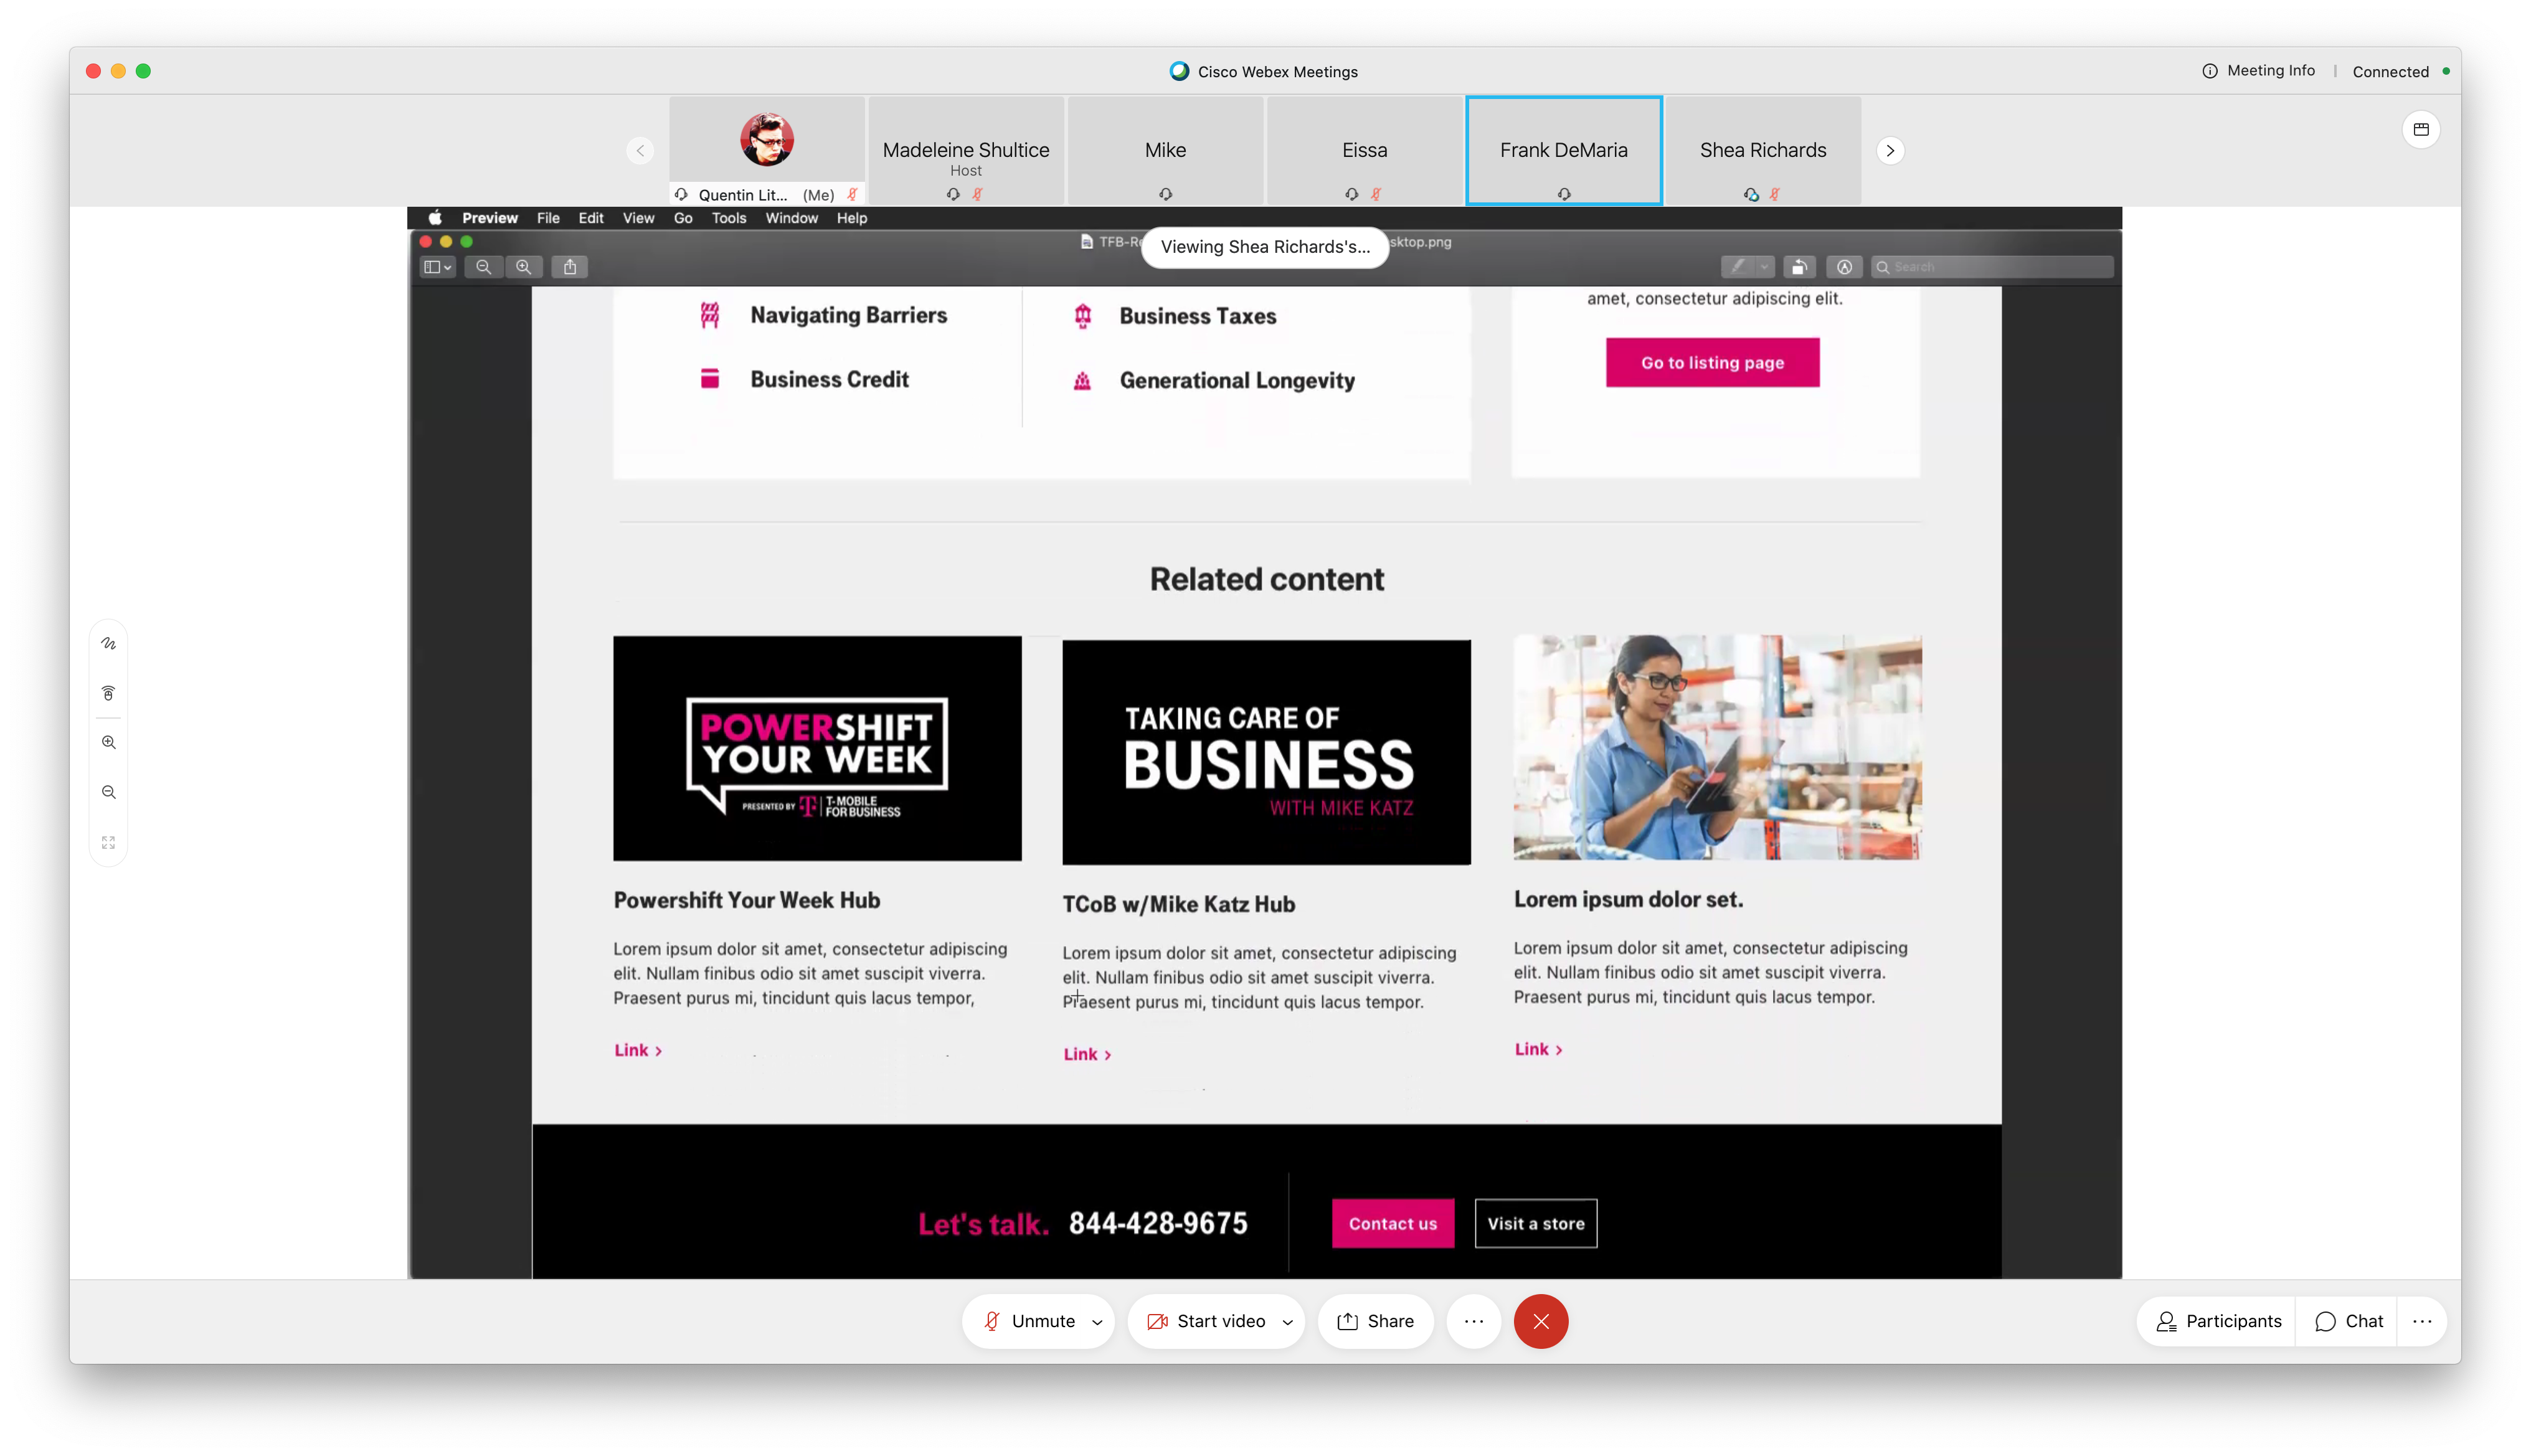 Cisco Webex Meetings
Meeting Info | Connected
Quentin Lit... (Me)
Madeleine Shultice
Host
Mike
Eissa
Frank DeMaria
Shea Richards
Preview File Edit View Go Tools Window Help
TFB-Re
Viewing Shea Richards's...
sktop.png
Search
Navigating Barriers
Business Taxes
Business Credit
Generational Longevity
amet, consectetur adipiscing elit.
Go to listing page
Related content
POWERSHIFT
YOUR WEEK
PRESENTED BY T T-MOBILE
FOR BUSINESS
TAKING CARE OF
BUSINESS
WITH MIKE KATZ
Powershift Your Week Hub
Lorem ipsum dolor sit amet, consectetur adipiscing
elit. Nullam finibus odio sit amet suscipit viverra.
Praesent purus mi, tincidunt quis lacus tempor,
Link >
TCoB w/Mike Katz Hub
Lorem ipsum dolor sit amet, consectetur adipiscing
elit. Nullam finibus odio sit amet suscipit viverra.
Praesent purus mi, tincidunt quis lacus tempor.
Link >
Lorem ipsum dolor set.
Lorem ipsum dolor sit amet, consectetur adipiscing
elit. Nullam finibus odio sit amet suscipit viverra.
Praesent purus mi, tincidunt quis lacus tempor.
Link >
Let's talk. 844-428-9675
Contact us
Visit a store
Unmute
Start video
Share
Participants
Chat